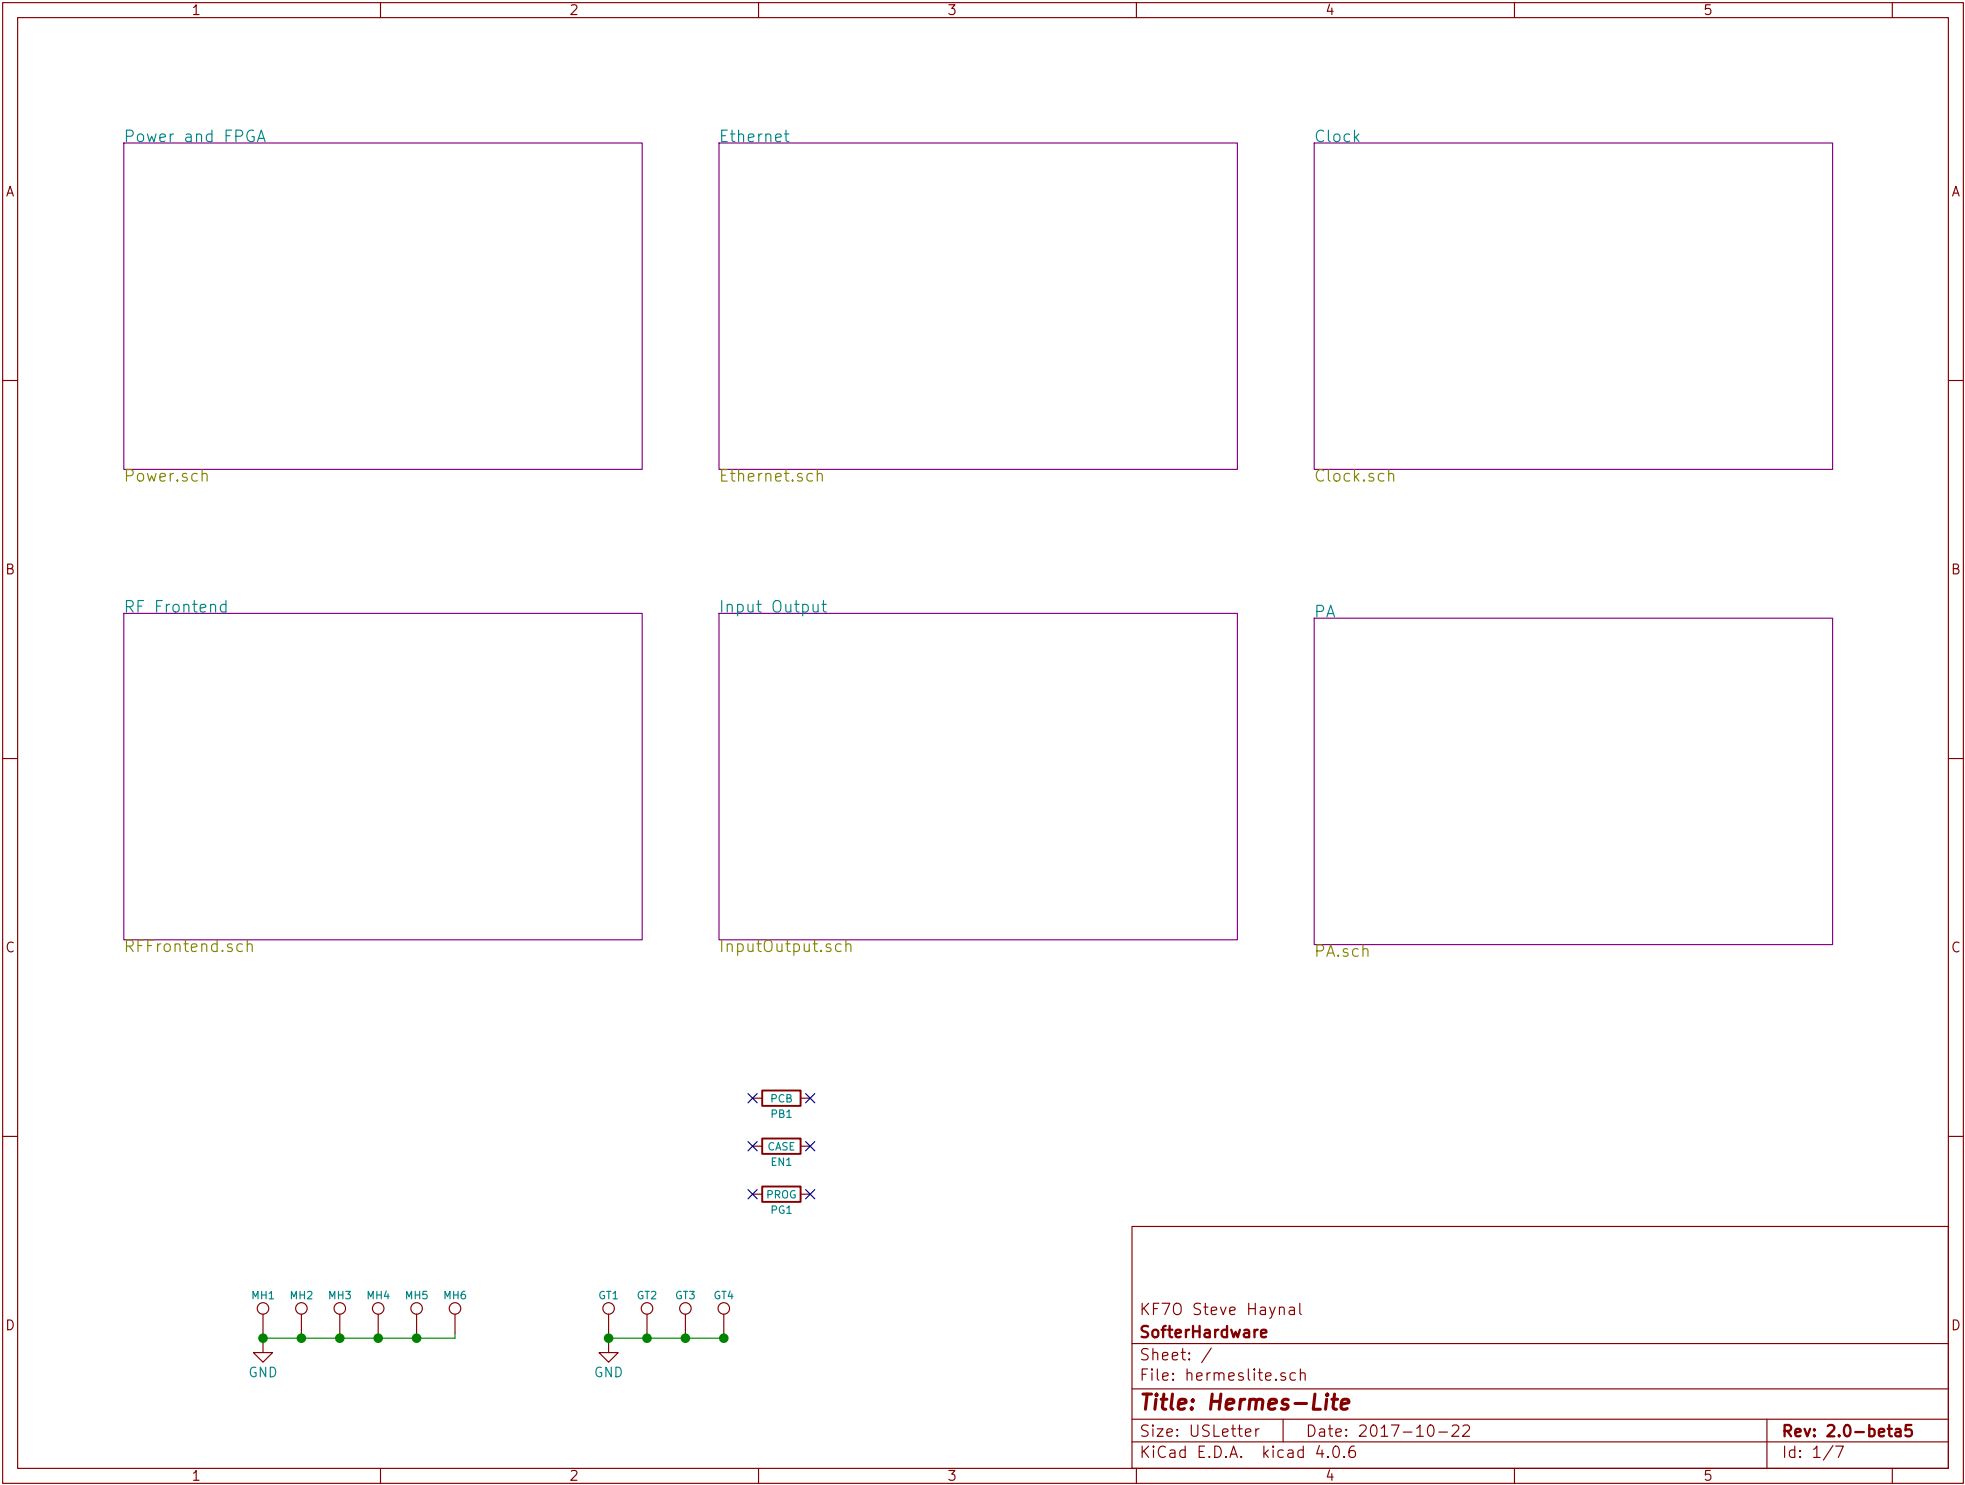 1 2 3 4 5
Power and FPGA
Ethernet
Clock
A A
Power.sch
Ethernet.sch
Clock.sch
B B
RF Frontend
Input Output
PA
RFFrontend.sch
InputOutput.sch
PA.sch
C C
PCB
PB1
CASE
EN1
PROG
PG1
MH1 MH2 MH3 MH4 MH5 MH6
GT1 GT2 GT3 GT4
GND
GND
D D
KF7O Steve Haynal
SofterHardware
Sheet: /
File: hermeslite.sch
Title: Hermes-Lite
Size: USLetter Date: 2017-10-22 Rev: 2.0-beta5
KiCad E.D.A. kicad 4.0.6 Id: 1/7
1 2 3 4 5